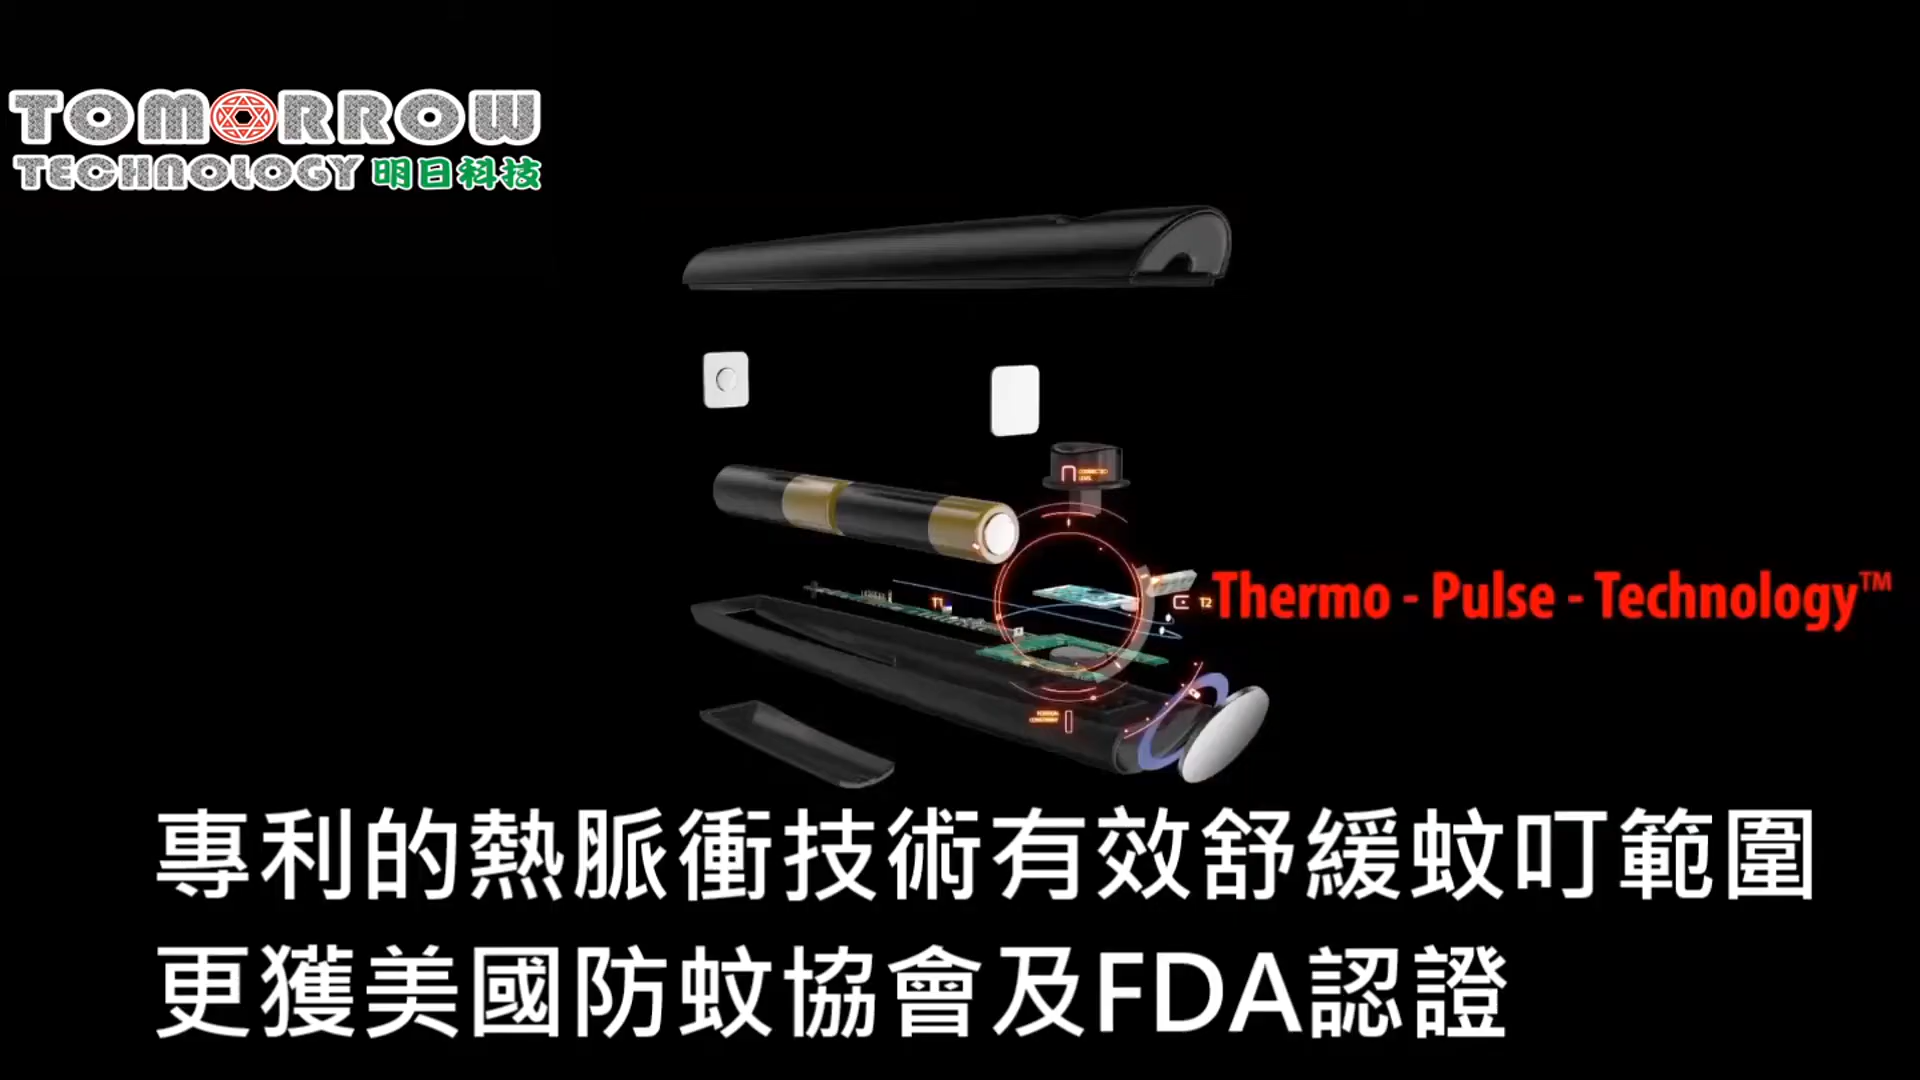 TOMORROW
TECHNOLOGY 明日科技
T1
T2
Thermo - Pulse - Technology™
專利的熱脈衝技術有效舒緩蚊叮範圍
更獲美國防蚊協會及FDA認證